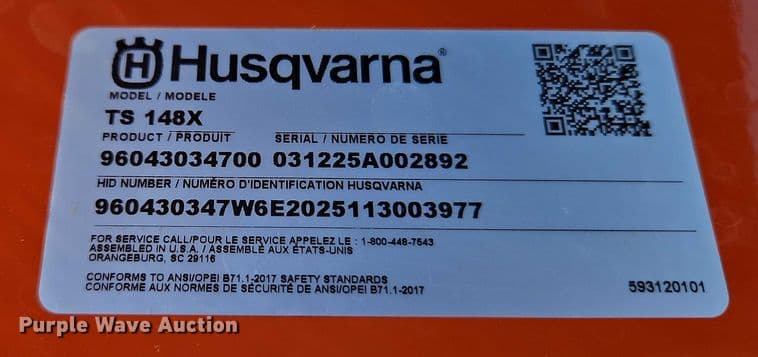 H Husqvarna®
MODEL / MODELE
TS 148X
PRODUCT / PRODUIT SERIAL / NUMERO DE SERIE
96043034700 031225A002892
HID NUMBER / NUMÉRO D'IDENTIFICATION HUSQVARNA
960430347W6E2025113003977
FOR SERVICE CALL/POUR LE SERVICE APPELEZ LE : 1-800-448-7543
ASSEMBLED IN U.S.A. / ASSEMBLÉ AUX ÉTATS-UNIS
ORANGEBURG, SC 29116
CONFORMS TO ANSI/OPEI B71.1-2017 SAFETY STANDARDS
CONFORME AUX NORMES DE SÉCURITÉ DE ANSI/OPEI B71.1-2017
593120101
Purple Wave Auction